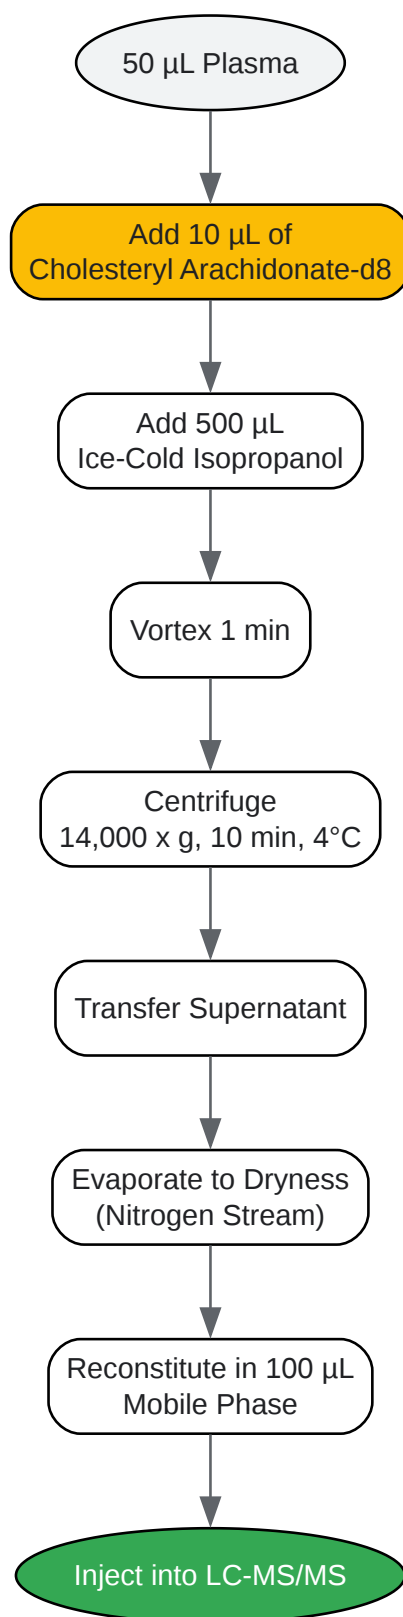 50 µL Plasma
Add 10 µL of
Cholesteryl Arachidonate-d8
Add 500 µL
Ice-Cold Isopropanol
Vortex 1 min
Centrifuge
14,000 x g, 10 min, 4°C
Transfer Supernatant
Evaporate to Dryness
(Nitrogen Stream)
Reconstitute in 100 µL
Mobile Phase
Inject into LC-MS/MS